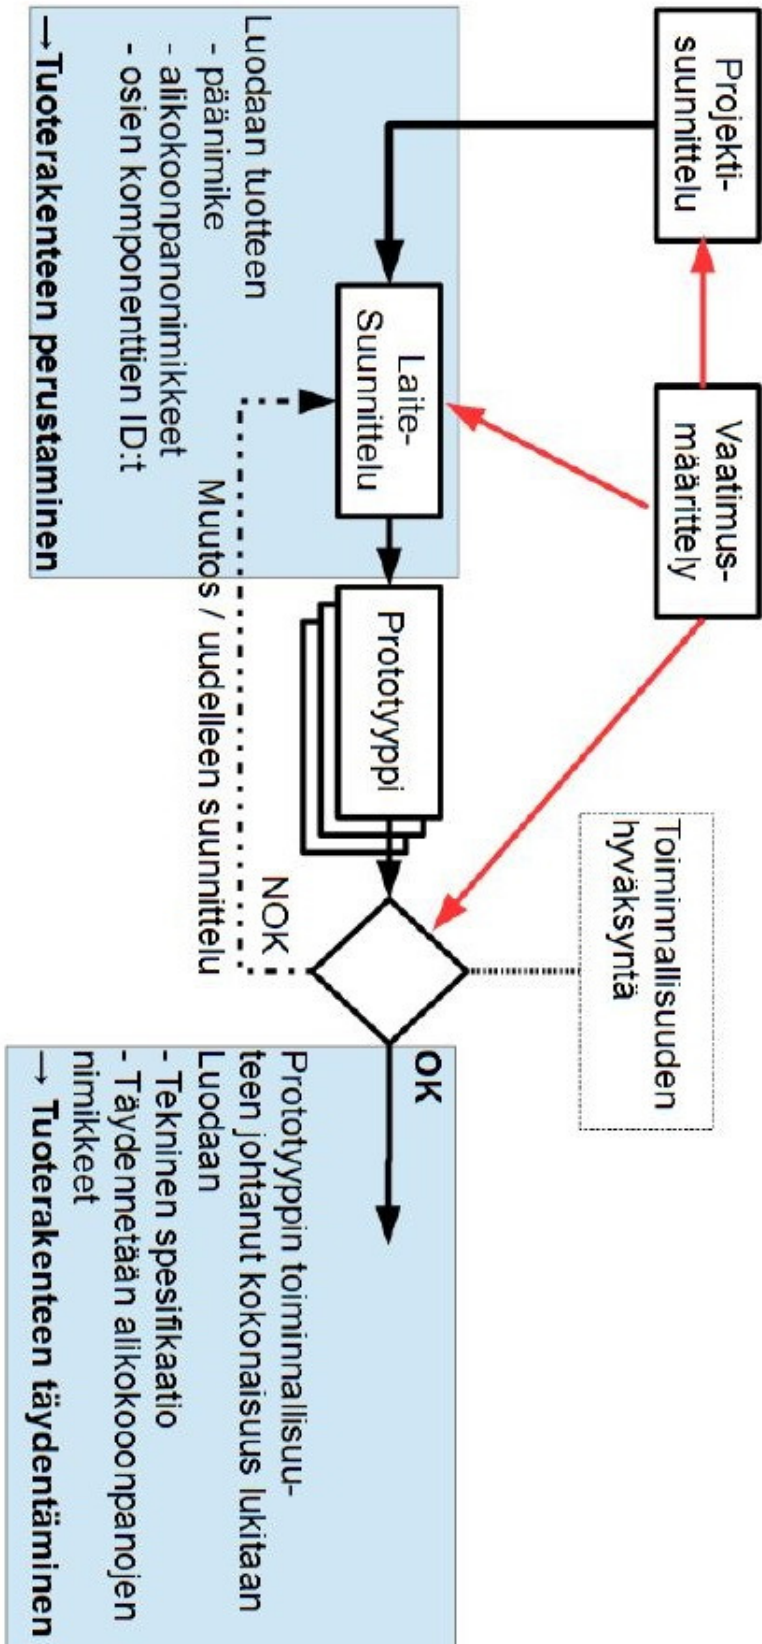 Projekti-
suunnittelu
Vaatimus-
määrittely
Toiminnallisuuden
hyväksyntä
Laite-
Suunnittelu
Prototyyppi
OK
NOK
Muutos / uudelleen suunnittelu
Luodaan tuotteen
- päänimike
- alikokoonpanonimikkeet
- osien komponenttien ID:t
→Tuoterakenteen perustaminen
Prototyyppin toiminnallisuu-
teen johtanut kokonaisuus lukitaan
Luodaan
- Tekninen spesifikaatio
- Täydennetään alikokooonpanojen
nimikkeet
→ Tuoterakenteen täydentäminen